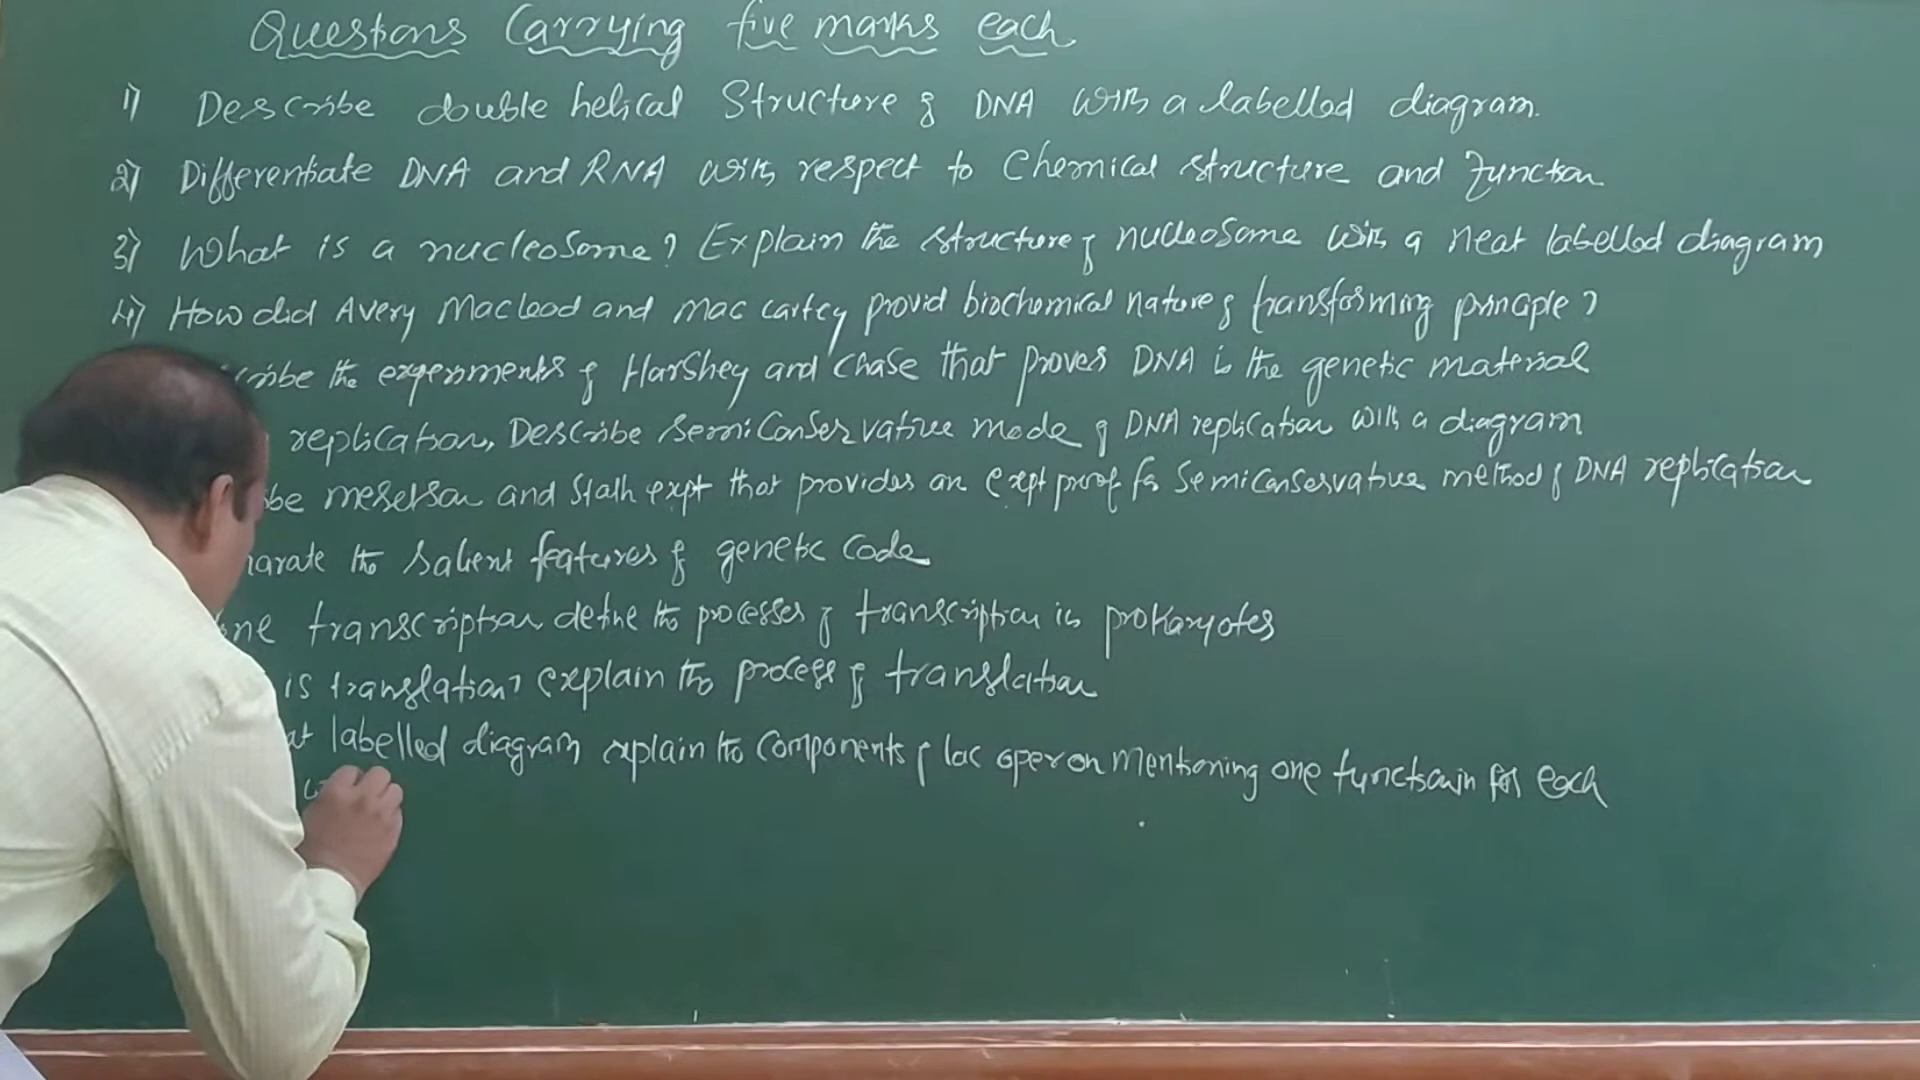 Questions Carrying five marks each
1) Describe double helical Structure of DNA with a labelled diagram.
2) Differentiate DNA and RNA with respect to Chemical structure and function
3) What is a nucleosome? Explain the structure of nucleosome with a neat labelled diagram
4) How did Avery Macleod and Mac cartey provid biochemical nature of transforming principle?
the experiments of Harshey and Chase that proves DNA is the genetic material
replication, Describe semiConservative mode of DNA replication with a diagram
meselson and Stalh expt that provides an expt proof for Semiconservative method of DNA replication
the salient features of genetic code
transcription define the processes of transcription in prokaryotes
is translation? explain the process of translation
labelled diagram explain the components of lac operon mentioning one function for each